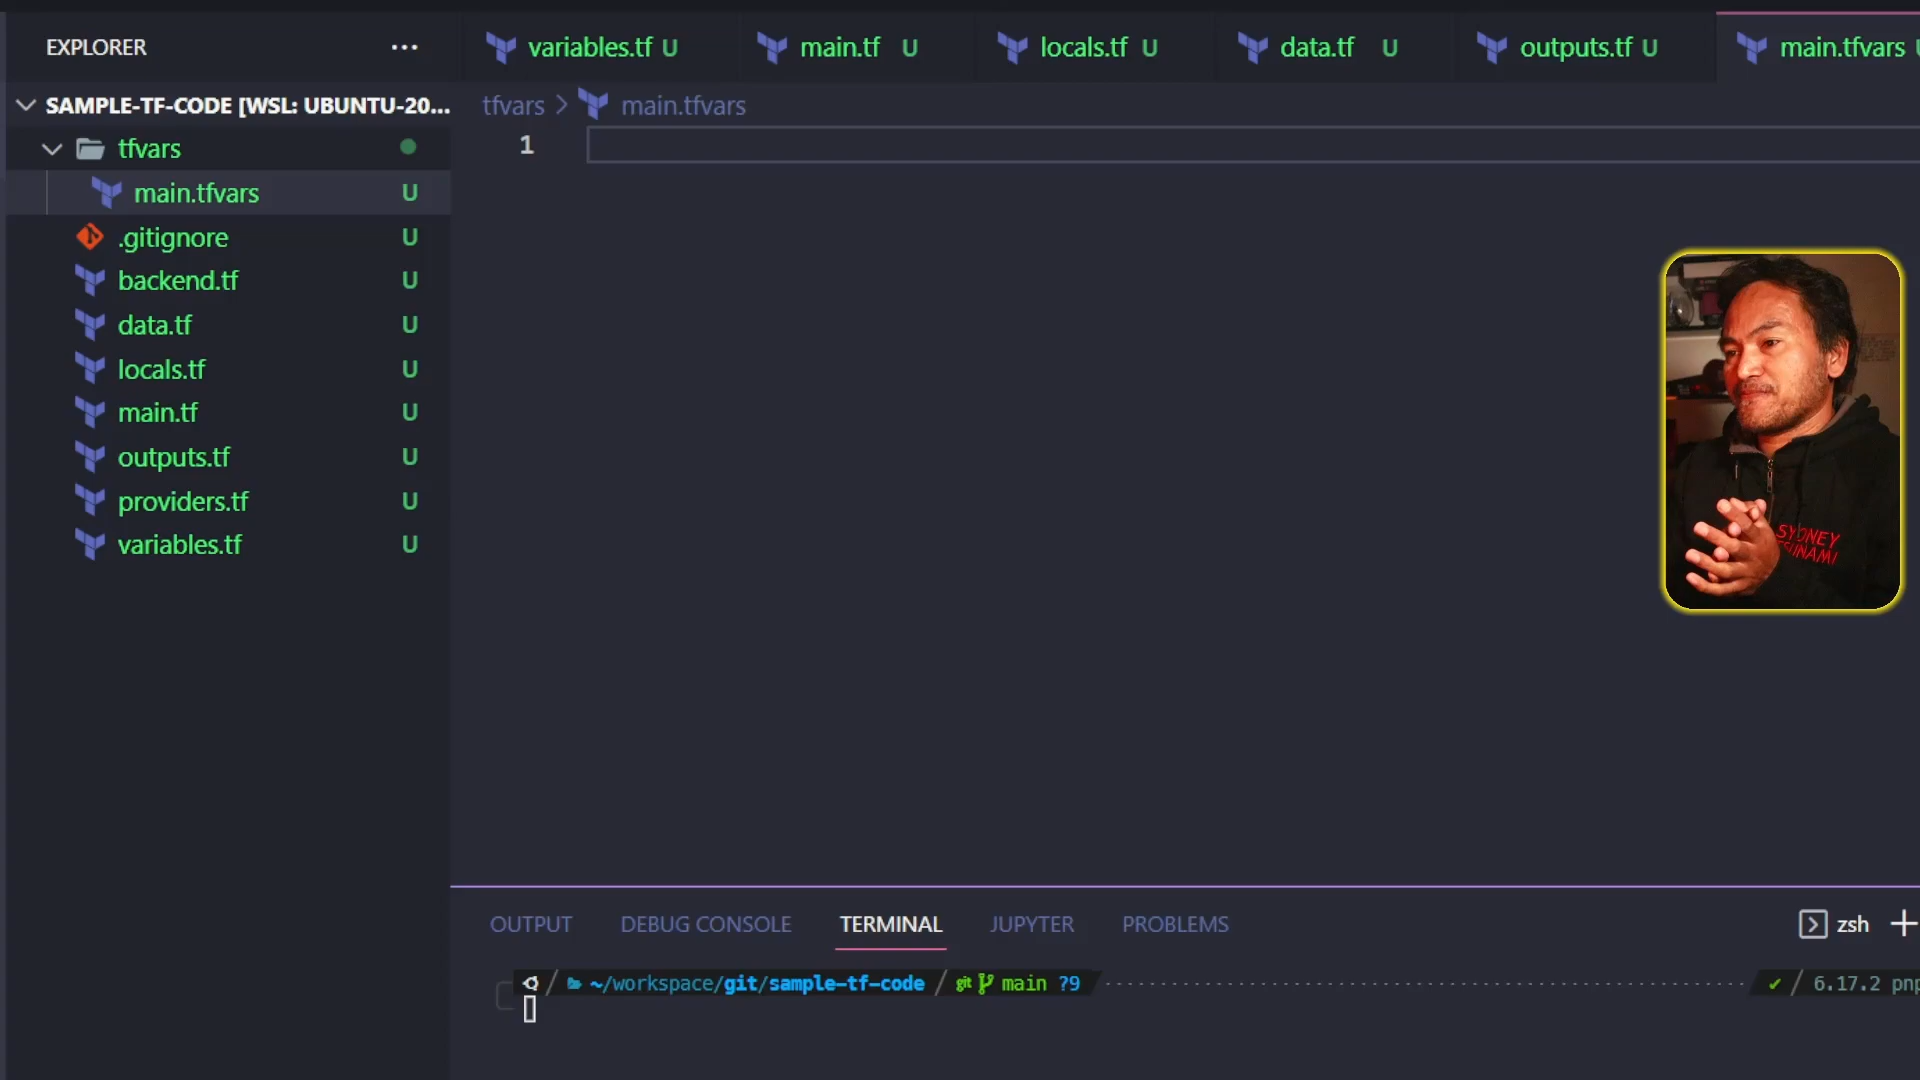 EXPLORER
variables.tf U
main.tf U
locals.tf U
data.tf U
outputs.tf U
main.tfvars
SAMPLE-TF-CODE [WSL: UBUNTU-20...
tfvars
main.tfvars U
.gitignore U
backend.tf U
data.tf U
locals.tf U
main.tf U
outputs.tf U
providers.tf U
variables.tf U
tfvars > main.tfvars
1
SYDNEY
TSUNAMI
OUTPUT
DEBUG CONSOLE
TERMINAL
JUPYTER
PROBLEMS
zsh
~/workspace/git/sample-tf-code / git main ?9
✔ / 6.17.2 pnp